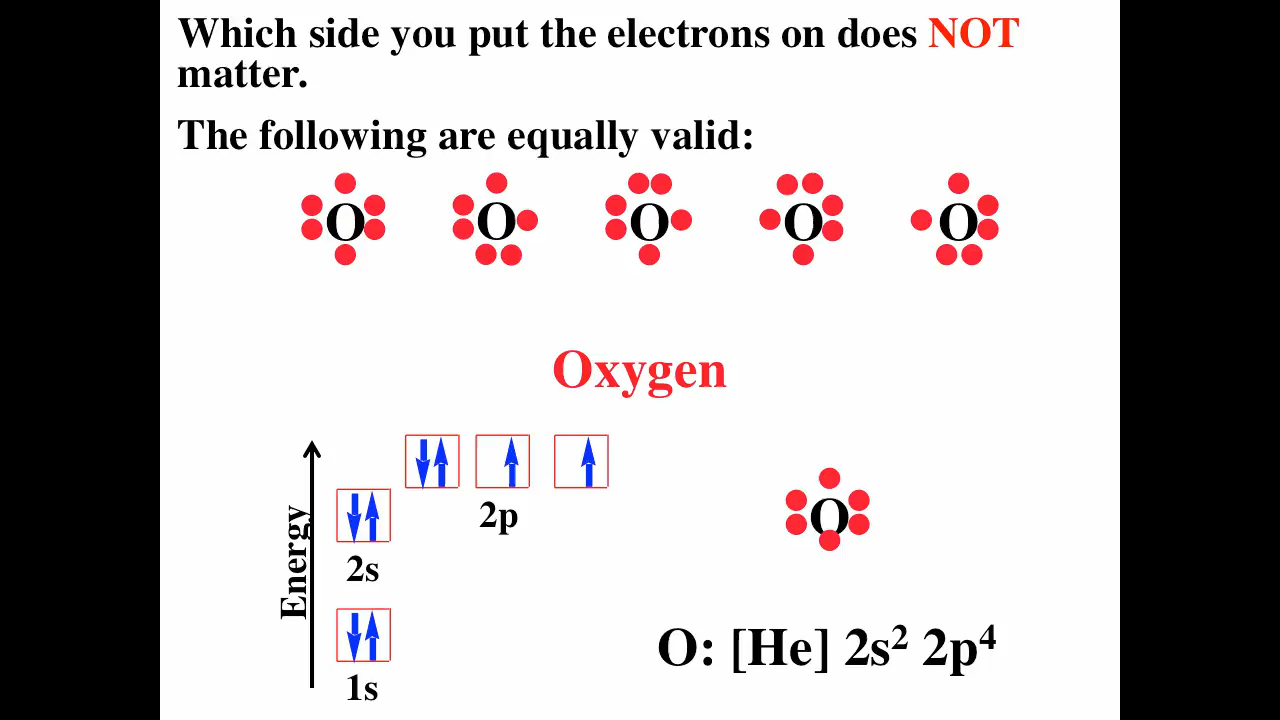 Which side you put the electrons on does NOT
matter.
The following are equally valid:
O O O O O
Oxygen
Energy
2p
2s
1s
O
O: [He] 2s² 2p⁴